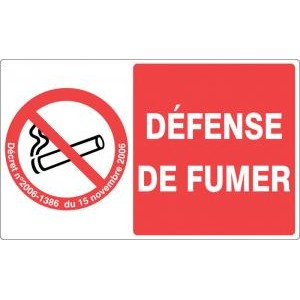 Décret n°2006-1386 du 15 novembre 2006
DÉFENSE
DE FUMER